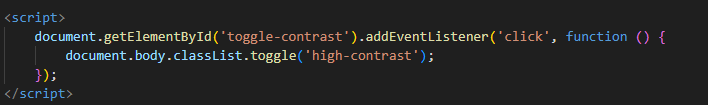 <script>
    document.getElementById('toggle-contrast').addEventListener('click', function () {
        document.body.classList.toggle('high-contrast');
    });
</script>